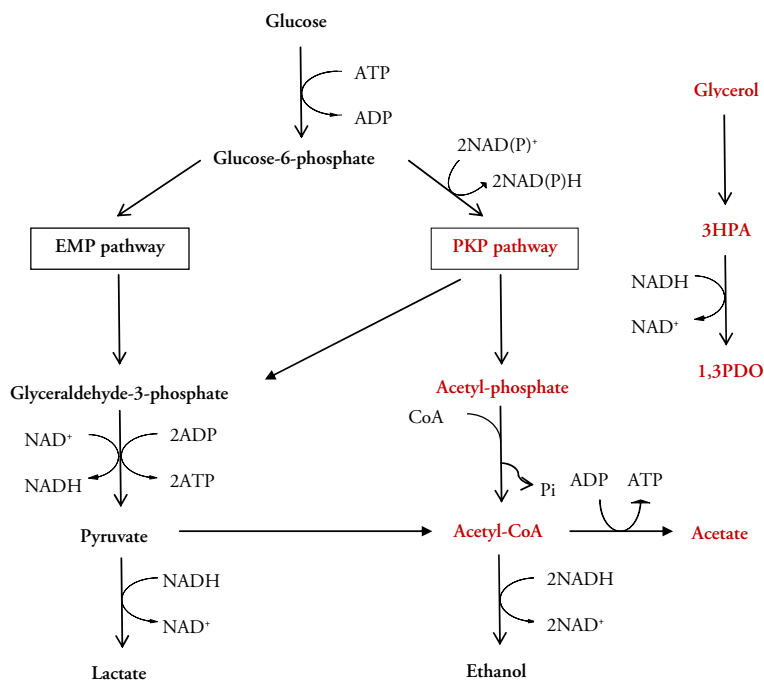 Glucose
ATP
ADP
Glycerol
Glucose-6-phosphate
2NAD(P)⁺
2NAD(P)H
EMP pathway
PKP pathway
3HPA
NADH
NAD⁺
1,3PDO
Glyceraldehyde-3-phosphate
Acetyl-phosphate
NAD⁺
2ADP
NADH
2ATP
CoA
Pi
ADP
ATP
Pyruvate
Acetyl-CoA
Acetate
NADH
NAD⁺
2NADH
2NAD⁺
Lactate
Ethanol